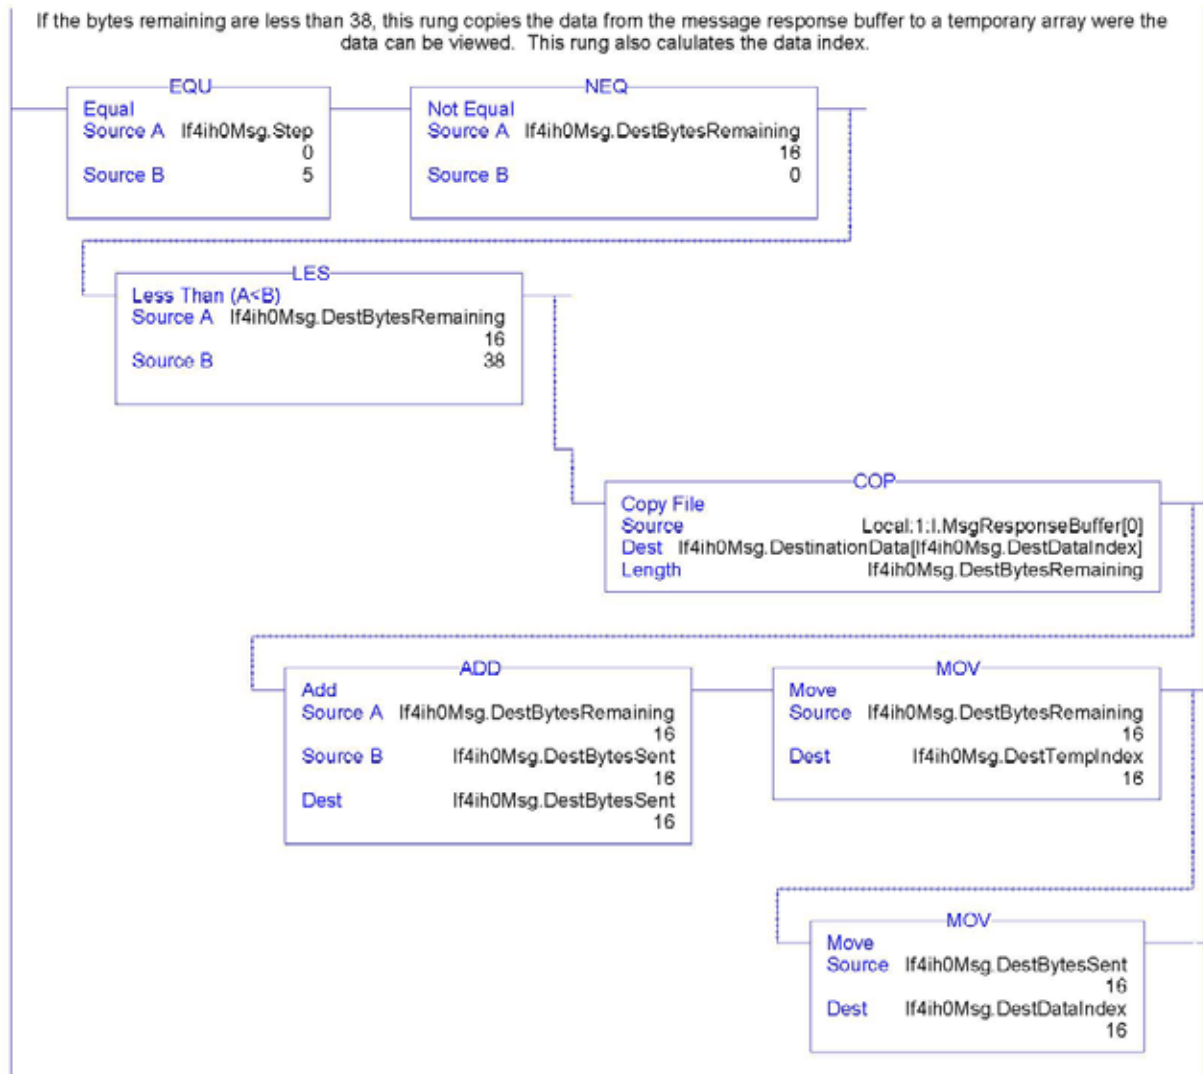 If the bytes remaining are less than 38, this rung copies the data from the message response buffer to a temporary array were the
data can be viewed. This rung also calulates the data index.
EQU
Equal
Source A If4ih0Msg.Step
0
Source B 5
NEQ
Not Equal
Source A If4ih0Msg.DestBytesRemaining
16
Source B 0
LES
Less Than (A<B)
Source A If4ih0Msg.DestBytesRemaining
16
Source B 38
COP
Copy File
Source Local:1:I.MsgResponseBuffer[0]
Dest If4ih0Msg.DestinationData[If4ih0Msg.DestDataIndex]
Length If4ih0Msg.DestBytesRemaining
ADD
Add
Source A If4ih0Msg.DestBytesRemaining
16
Source B If4ih0Msg.DestBytesSent
16
Dest If4ih0Msg.DestBytesSent
16
MOV
Move
Source If4ih0Msg.DestBytesRemaining
16
Dest If4ih0Msg.DestTempIndex
16
MOV
Move
Source If4ih0Msg.DestBytesSent
16
Dest If4ih0Msg.DestDataIndex
16